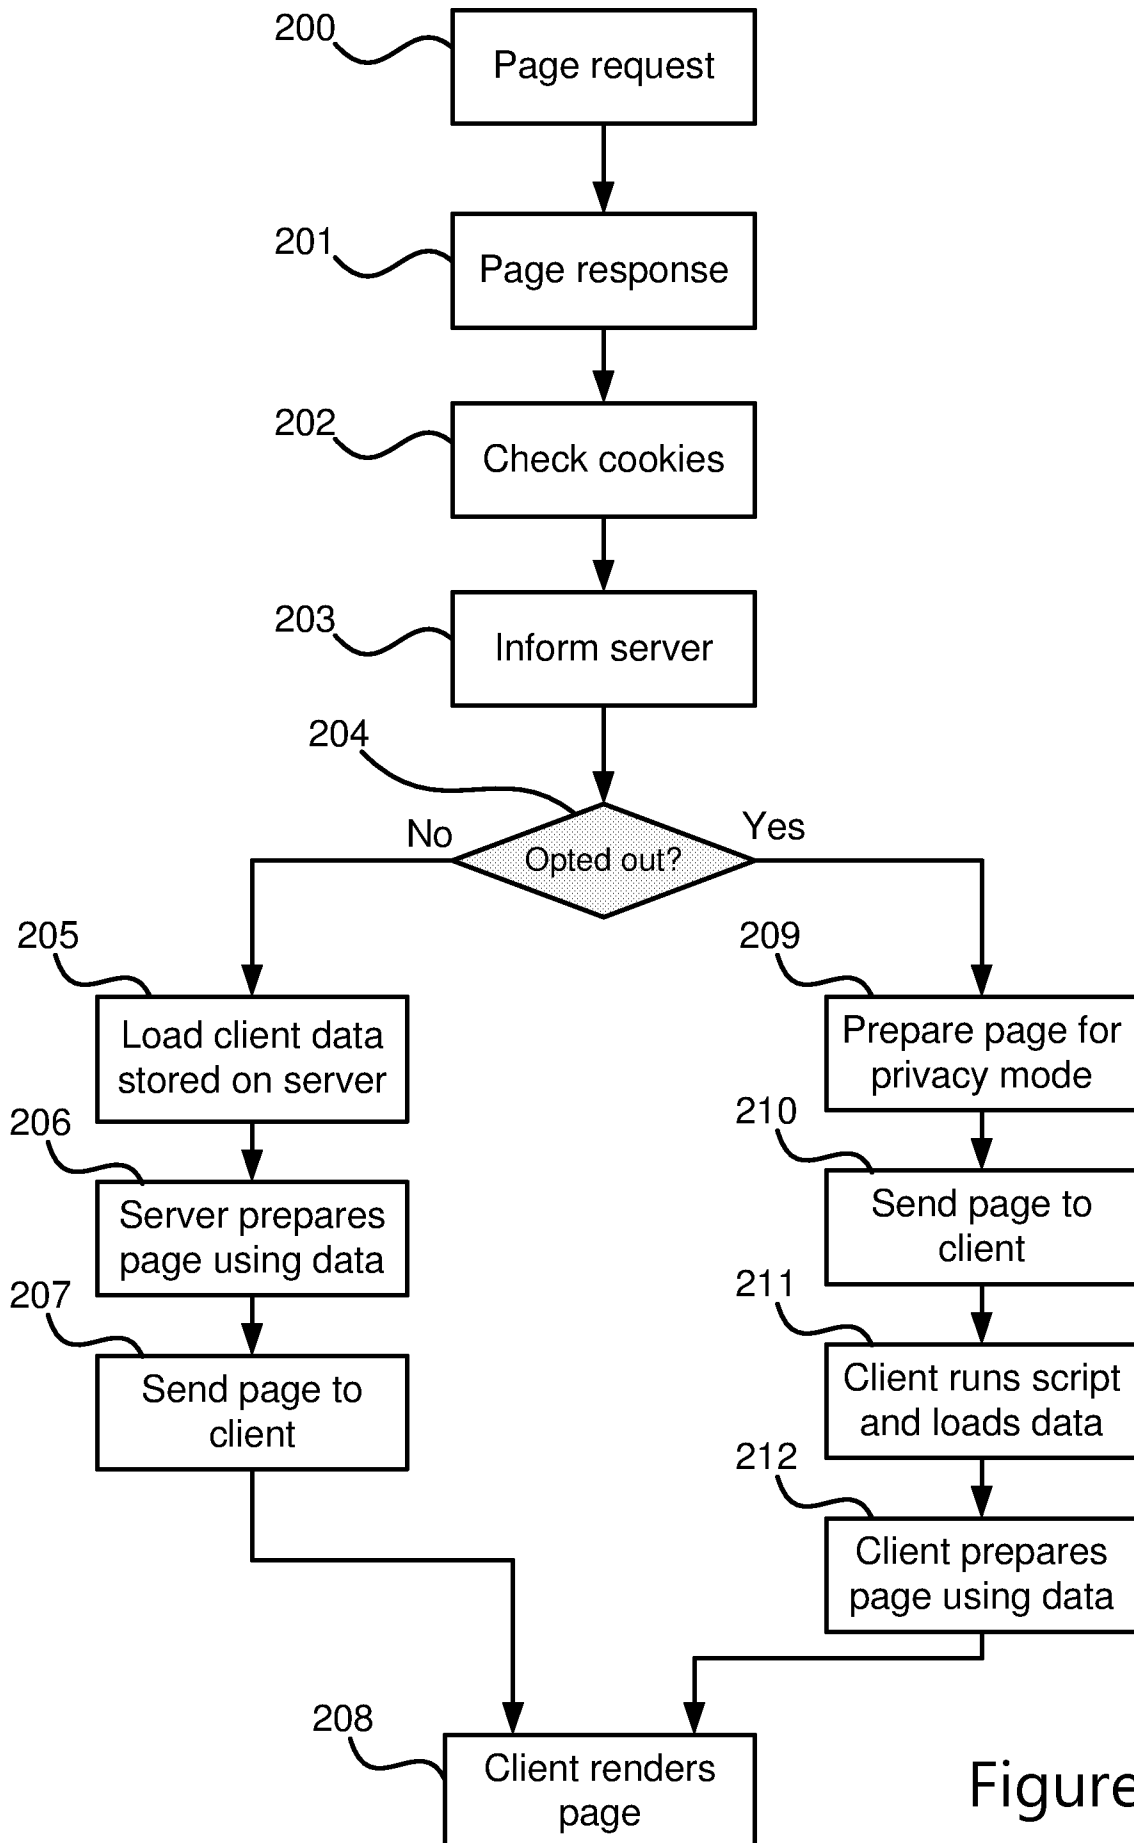 200
Page request
201
Page response
202
Check cookies
203
Inform server
204
No
Opted out?
Yes
205
Load client data
stored on server
206
Server prepares
page using data
207
Send page to
client
209
Prepare page for
privacy mode
210
Send page to
client
211
Client runs script
and loads data
212
Client prepares
page using data
208
Client renders
page
Figure